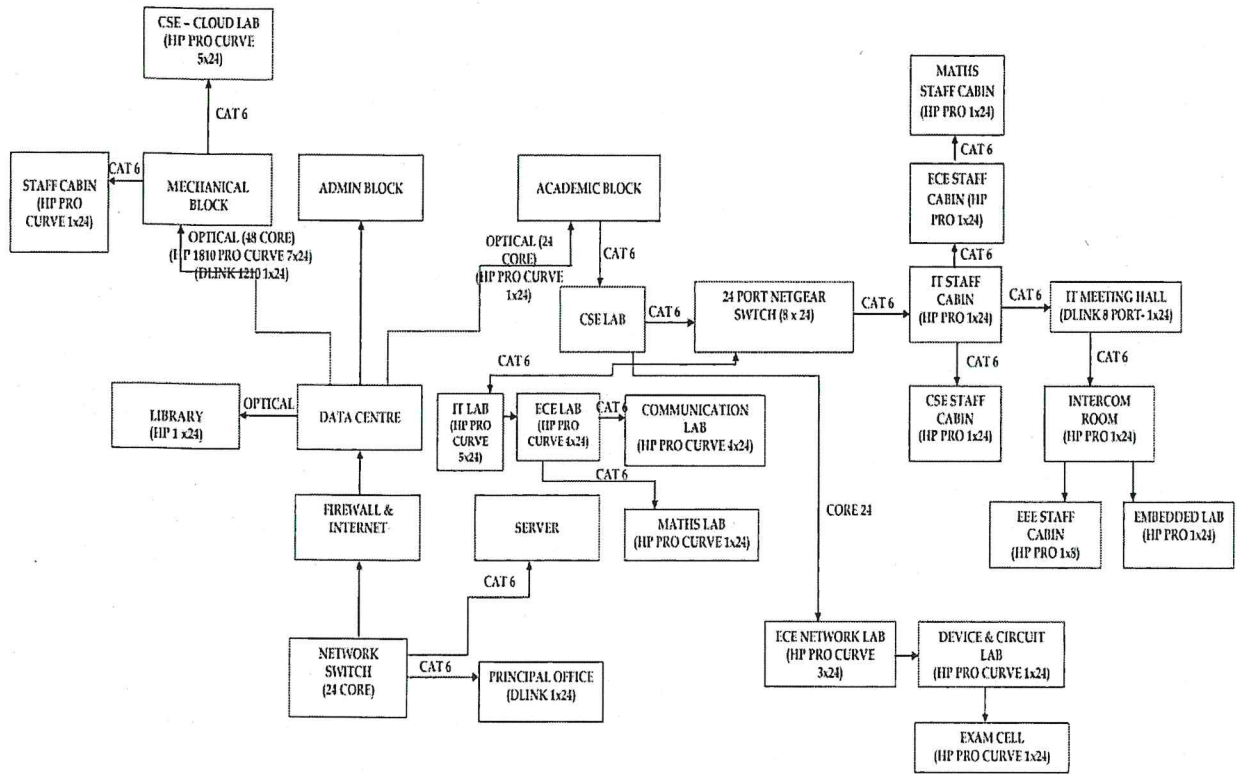 CSE – CLOUD LAB
(HP PRO CURVE
5x24)
CAT 6
MATHS
STAFF CABIN
(HP PRO 1x24)
CAT 6
STAFF CABIN
(HP PRO
CURVE 1x24)
CAT 6
MECHANICAL
BLOCK
ADMIN BLOCK
ACADEMIC BLOCK
ECE STAFF
CABIN (HP
PRO 1x24)
CAT 6
OPTICAL (48 CORE)
(HP 1810 PRO CURVE 7x24)
(DLINK 1210 1x24)
OPTICAL (24
CORE)
(HP PRO CURVE
1x24)
CAT 6
CSE LAB
CAT 6
24 PORT NETGEAR
SWTCH (8 x 24)
CAT 6
IT STAFF
CABIN
(HP PRO 1x24)
CAT 6
IT MEETING HALL
(DLINK 8 PORT- 1x24)
CAT 6
CAT 6
CAT 6
LIBRARY
(HP 1 x24)
OPTICAL
DATA CENTRE
IT LAB
(HP PRO
CURVE
5x24)
ECE LAB
(HP PRO
CURVE 4x24)
CAT 6
COMMUNICATION
LAB
(HP PRO CURVE 4x24)
CAT 6
CSE STAFF
CABIN
(HP PRO 1x24)
INTERCOM
ROOM
(HP PRO 1x24)
FIREWALL &
INTERNET
SERVER
MATHS LAB
(HP PRO CURVE 1x24)
CORE 24
EEE STAFF
CABIN
(HP PRO 1x8)
EMBEDDED LAB
(HP PRO 1x24)
CAT 6
NETWORK
SWITCH
(24 CORE)
CAT 6
PRINCIPAL OFFICE
(DLINK 1x24)
ECE NETWORK LAB
(HP PRO CURVE
3x24)
DEVICE & CIRCUIT
LAB
(HP PRO CURVE 1x24)
EXAM CELL
(HP PRO CURVE 1x24)